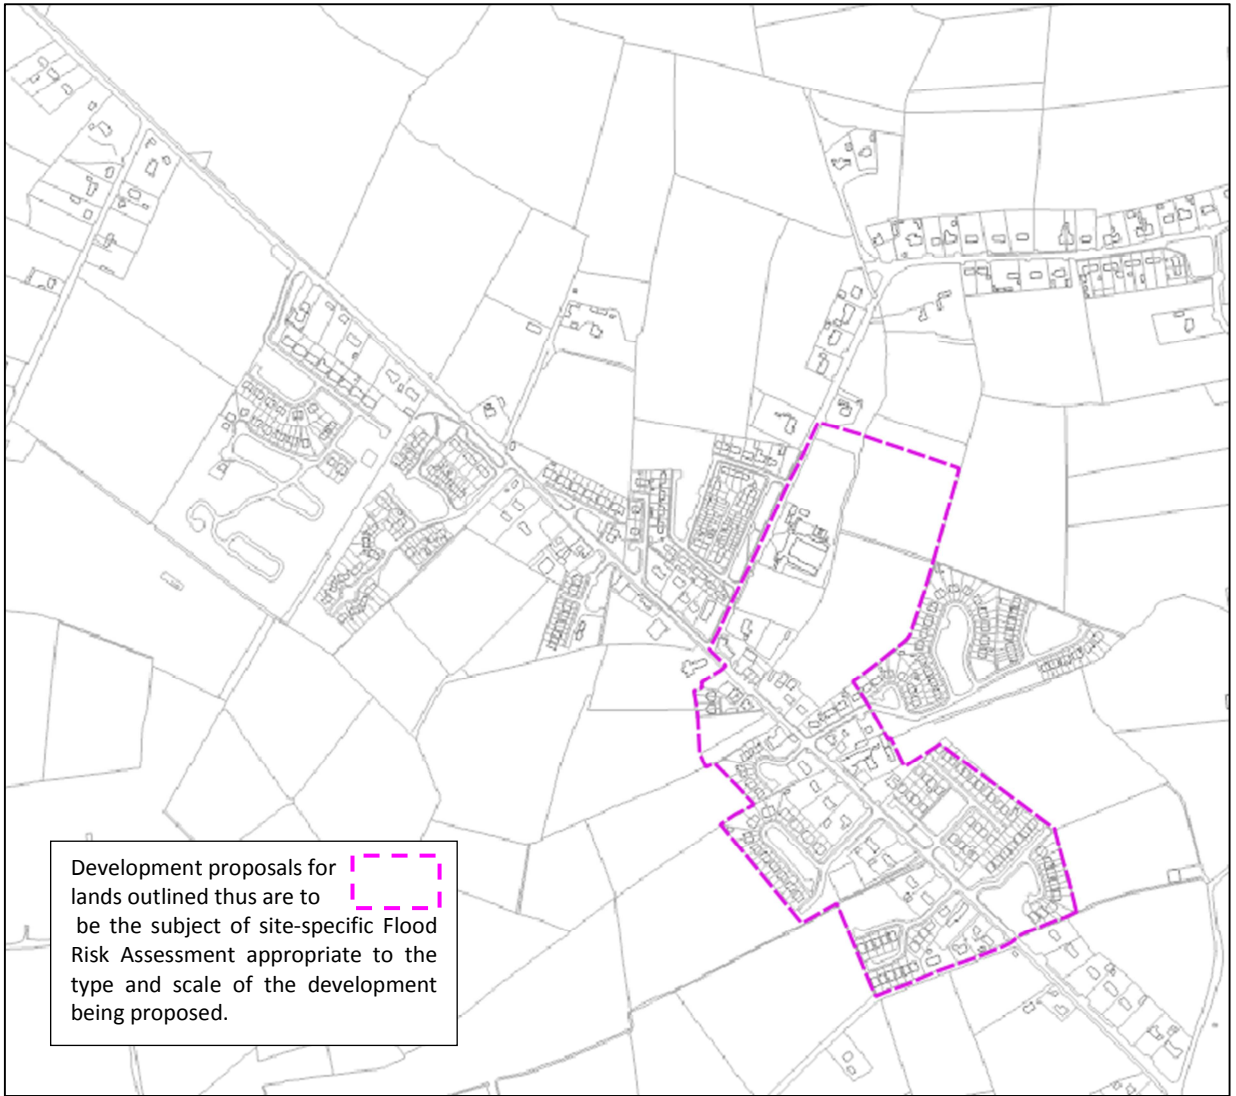 Development proposals for
lands outlined thus are to
be the subject of site-specific Flood
Risk Assessment appropriate to the
type and scale of the development
being proposed.